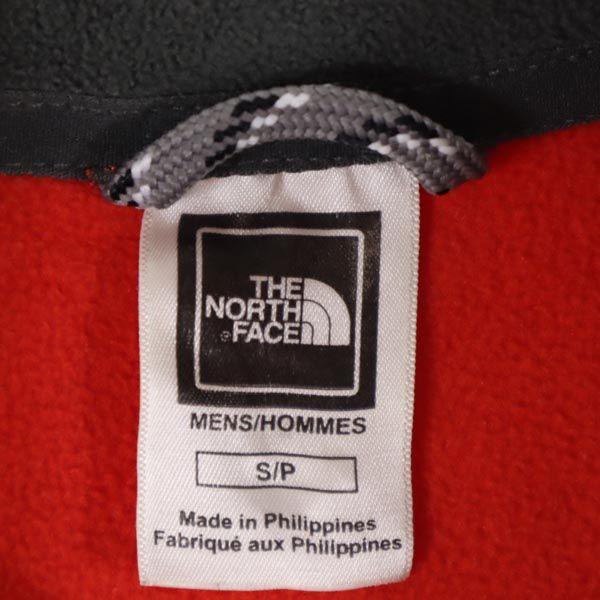 THE
NORTH
FACE
MENS/HOMMES
S/P
Made in Philippines
Fabriqué aux Philippines